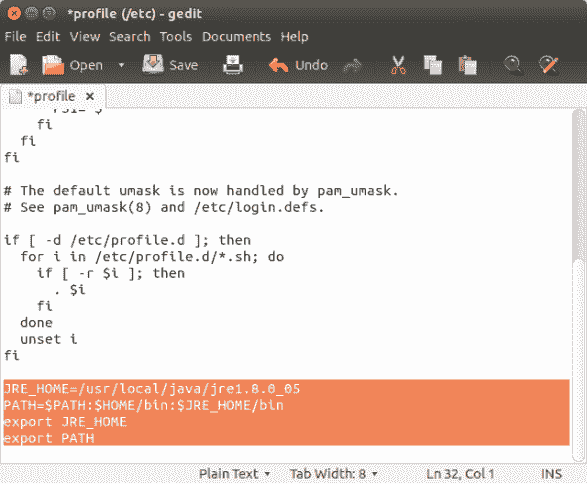 *profile (/etc) - gedit
File Edit View Search Tools Documents Help
Open Save Undo
*profile
fi
fi
fi
# The default umask is now handled by pam_umask.
# See pam_umask(8) and /etc/login.defs.
if [ -d /etc/profile.d ]; then
for i in /etc/profile.d/*.sh; do
if [ -r $i ]; then
. $i
fi
done
unset i
fi
JRE_HOME=/usr/local/java/jre1.8.0_05
PATH=$PATH:$HOME/bin:$JRE_HOME/bin
export JRE_HOME
export PATH
Plain Text Tab Width: 8 Ln 32, Col 1 INS